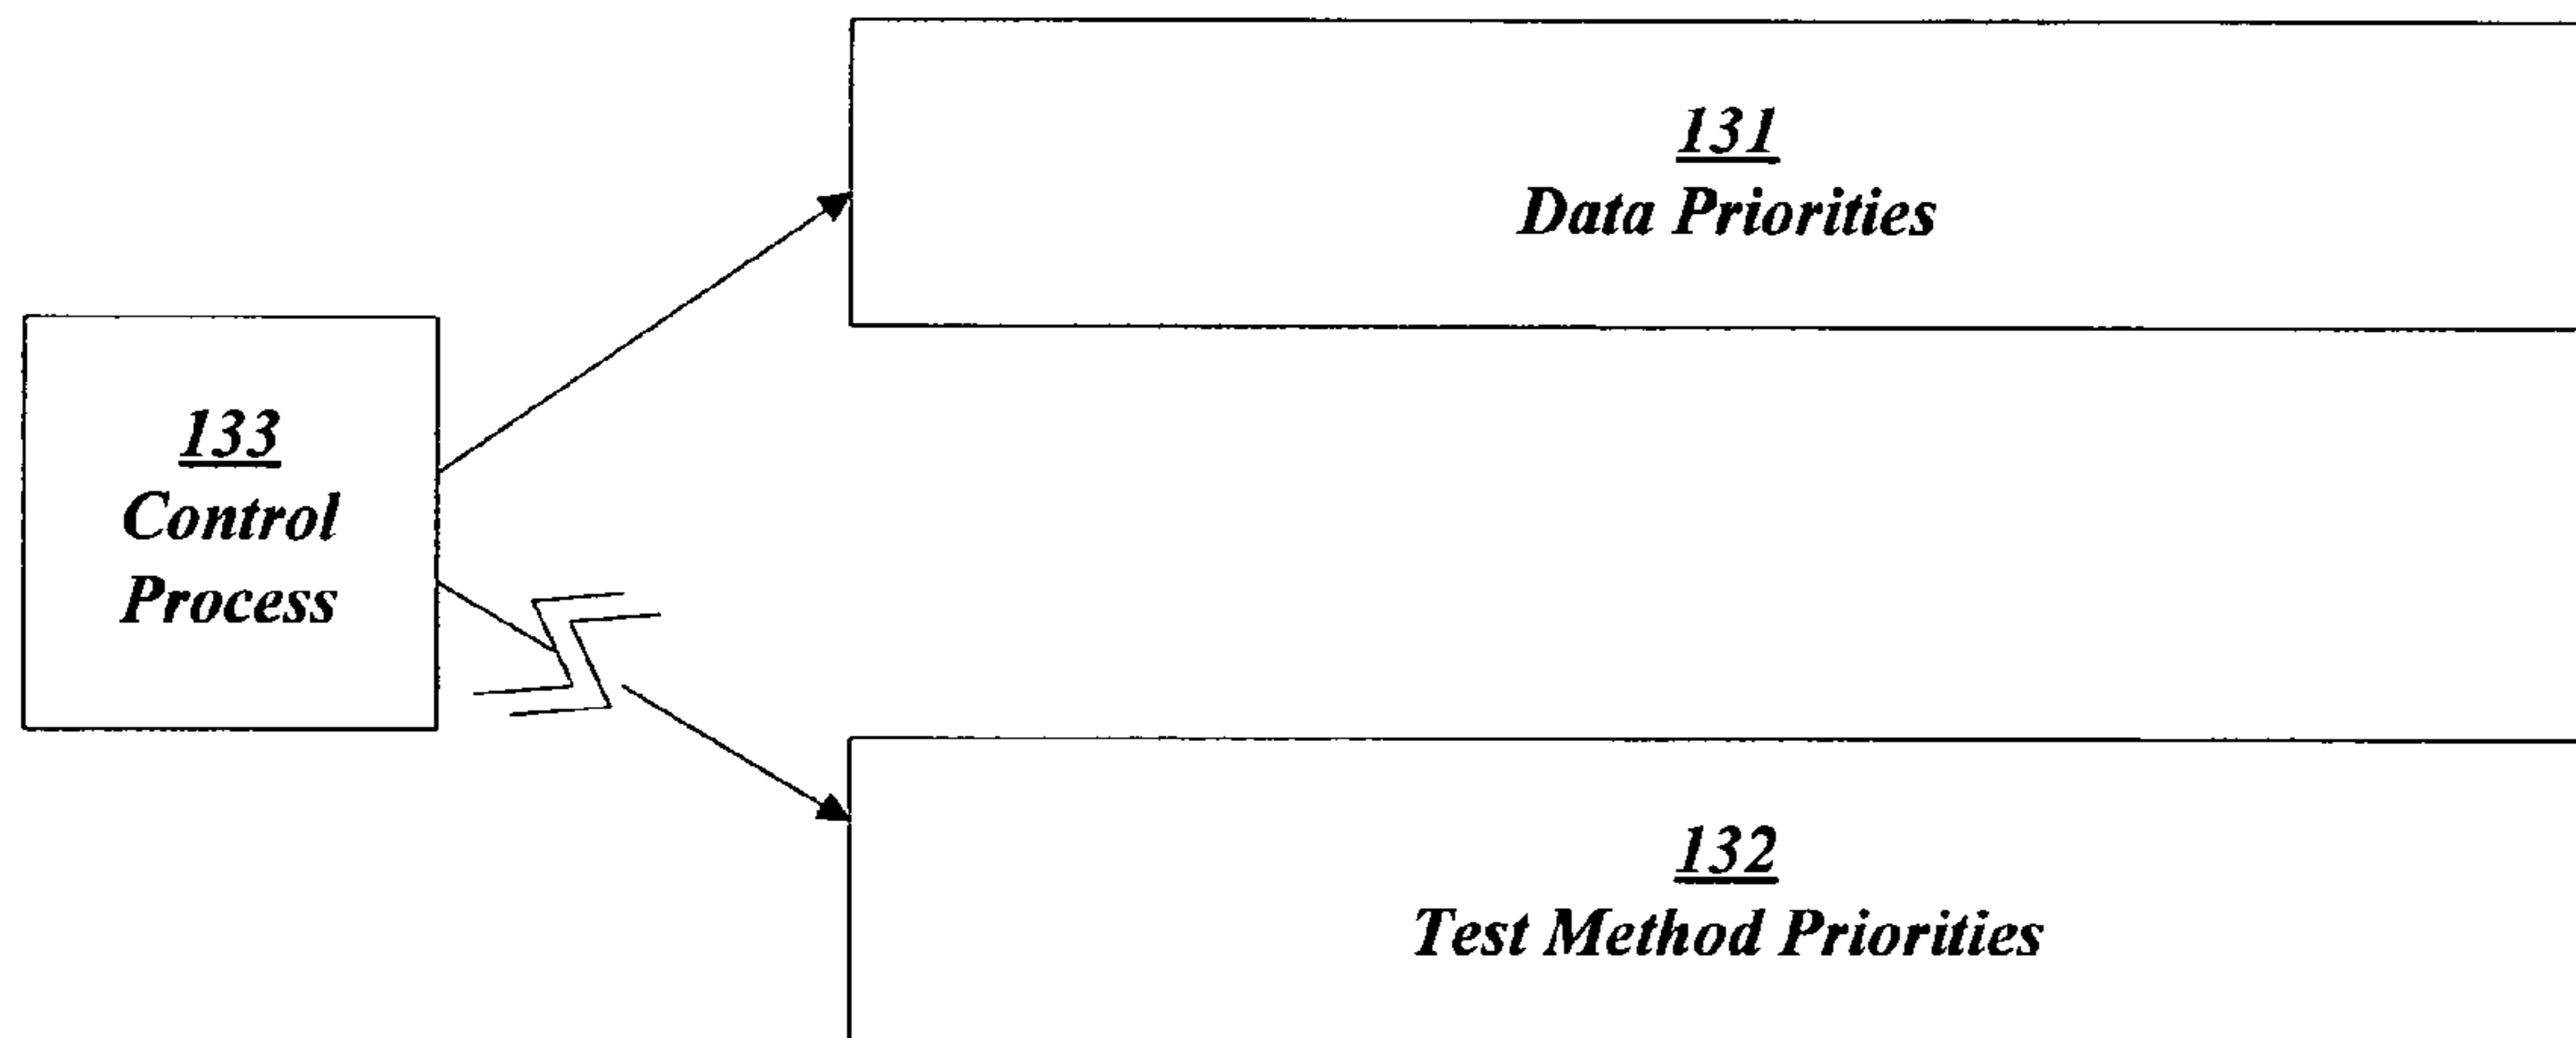 131
Data Priorities
133
Control
Process
132
Test Method Priorities